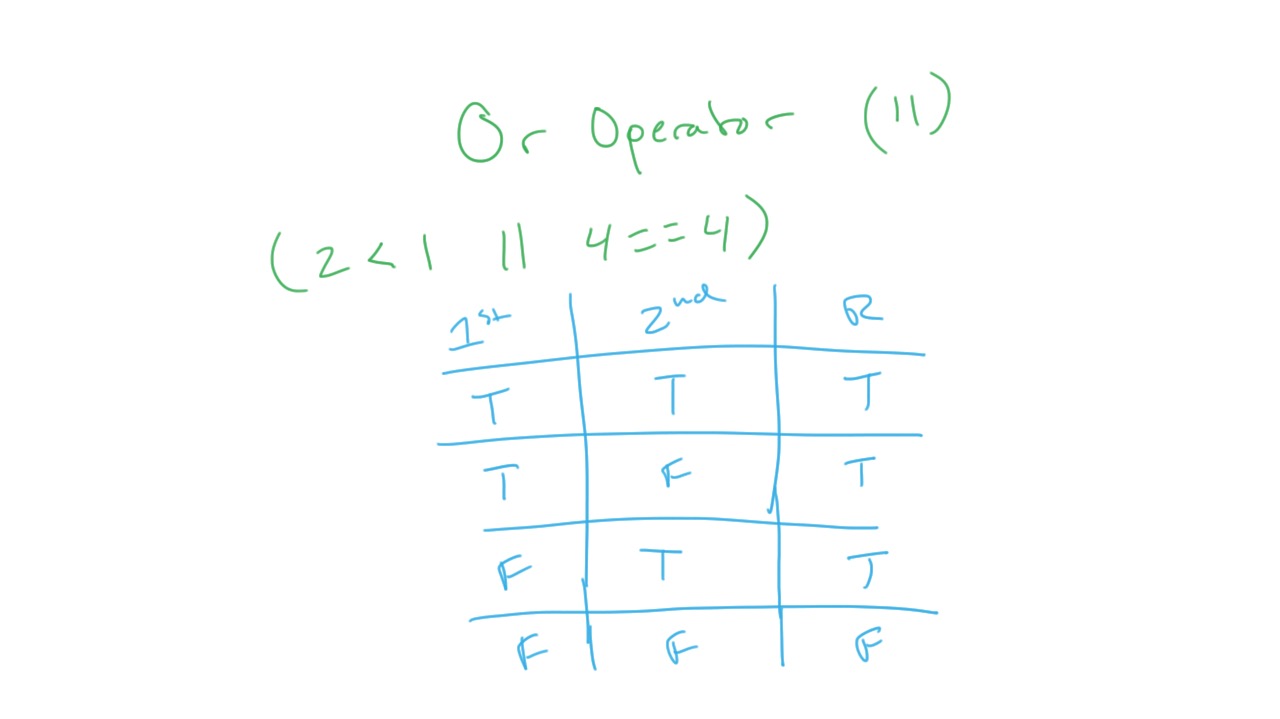 Or Operator (||)
(2 < 1 || 4 == 4)
1st 2nd R
T T T
T F T
F T T
F F F